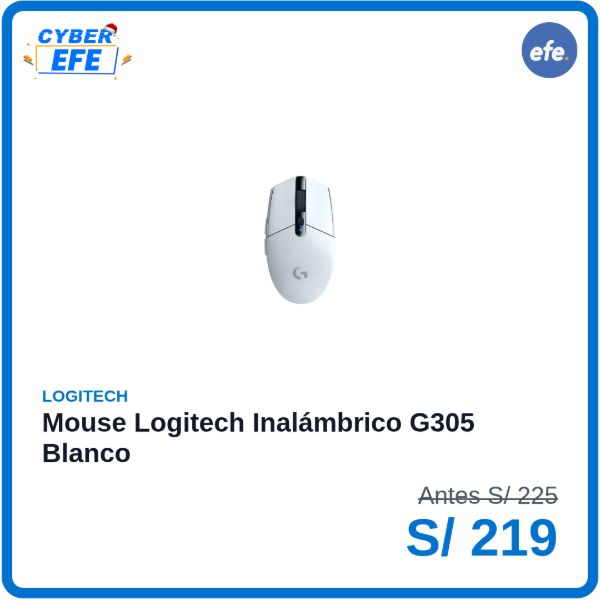 CYBER
EFE
efe.
LOGITECH
Mouse Logitech Inalámbrico G305
Blanco
Antes S/ 225
S/ 219